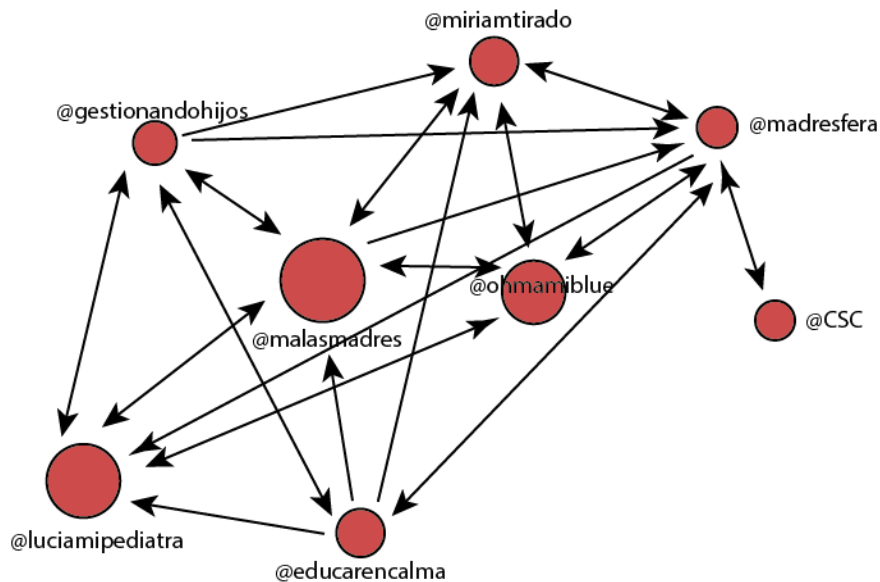 @miriamtirado
@gestionandohijos
@madresfera
@ohmamiblue
@CSC
@malasmadres
@luciamipediatra
@educarencalma